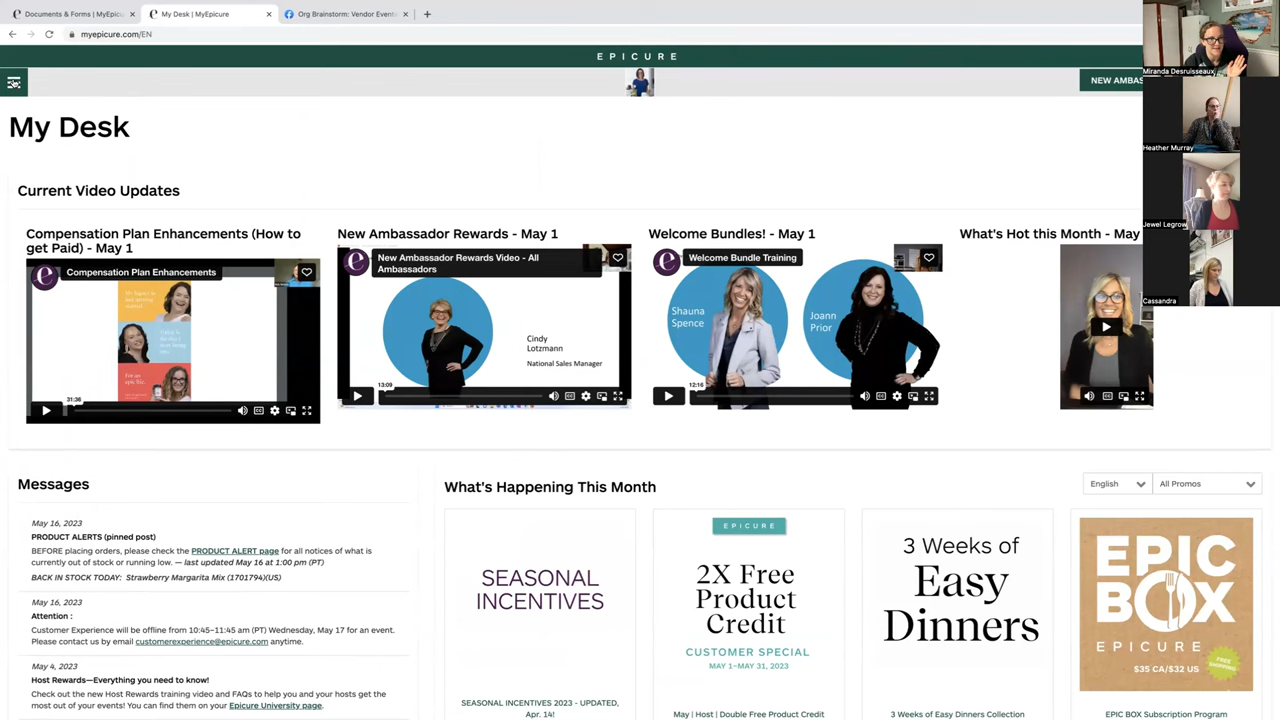 Documents & Forms | MyEpicu
My Desk | MyEpicure
Org Brainstorm: Vendor Event
myepicure.com/EN
EPICURE
NEW AMBAS
My Desk
Current Video Updates
Compensation Plan Enhancements (How to
get Paid) - May 1
Compensation Plan Enhancements
31:36
New Ambassador Rewards - May 1
New Ambassador Rewards Video - All
Ambassadors
Cindy
Lotzmann
National Sales Manager
13:09
Welcome Bundles! - May 1
Welcome Bundle Training
Shauna
Spence
Joann
Prior
12:16
What's Hot this Month - May
Miranda Desruisseaux
Heather Murray
Jewel Legrow
Cassandra
Messages
May 16, 2023
PRODUCT ALERTS (pinned post)
BEFORE placing orders, please check the PRODUCT ALERT page for all notices of what is
currently out of stock or running low. — last updated May 16 at 1:00 pm (PT)
BACK IN STOCK TODAY: Strawberry Margarita Mix (1701794)(US)
May 16, 2023
Attention :
Customer Experience will be offline from 10:45–11:45 am (PT) Wednesday, May 17 for an event.
Please contact us by email customerexperience@epicure.com anytime.
May 4, 2023
Host Rewards—Everything you need to know!
Check out the new Host Rewards training video and FAQs to help you and your hosts get the
most out of your events! You can find them on your Epicure University page.
What's Happening This Month
English
All Promos
SEASONAL
INCENTIVES
SEASONAL INCENTIVES 2023 - UPDATED,
Apr. 14!
EPICURE
2X Free
Product
Credit
CUSTOMER SPECIAL
MAY 1–MAY 31, 2023
May | Host | Double Free Product Credit
3 Weeks of
Easy
Dinners
3 Weeks of Easy Dinners Collection
EPIC
BOX
EPICURE
$35 CA/$32 US
FREE
SHIPPING
EPIC BOX Subscription Program